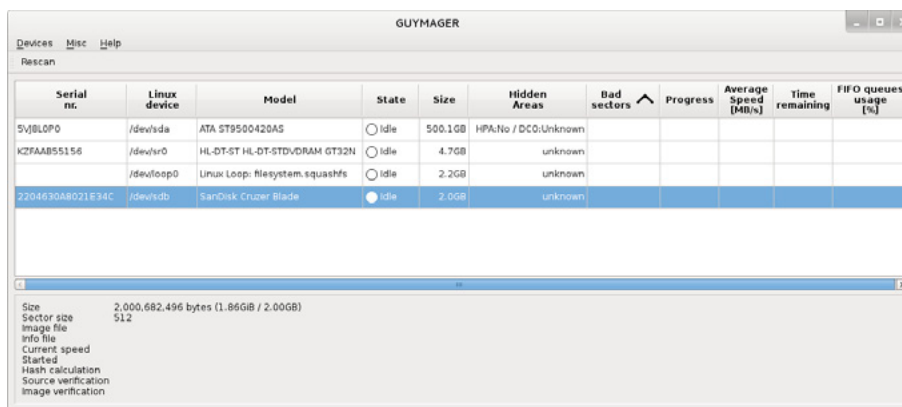 GUYMAGER
Devices Misc Help
Rescan
Serial nr. Linux device Model State Size Hidden Areas Bad sectors Progress Average Speed [MB/s] Time remaining FIFO queues usage [%]
5VJ8L0P0 /dev/sda ATA ST9500420AS Idle 500.1GB HPA:No / DCO:Unknown
KZFAAB55156 /dev/sr0 HL-DT-ST HL-DT-STDVDRAM GT32N Idle 4.7GB unknown
/dev/loop0 Linux Loop: filesystem.squashfs Idle 2.2GB unknown
2204630A8021E34C /dev/sdb SanDisk Cruzer Blade Idle 2.0GB unknown
Size 2,000,682,496 bytes (1.86GiB / 2.00GB)
Sector size 512
Image file
Info file
Current speed
Started
Hash calculation
Source verification
Image verification